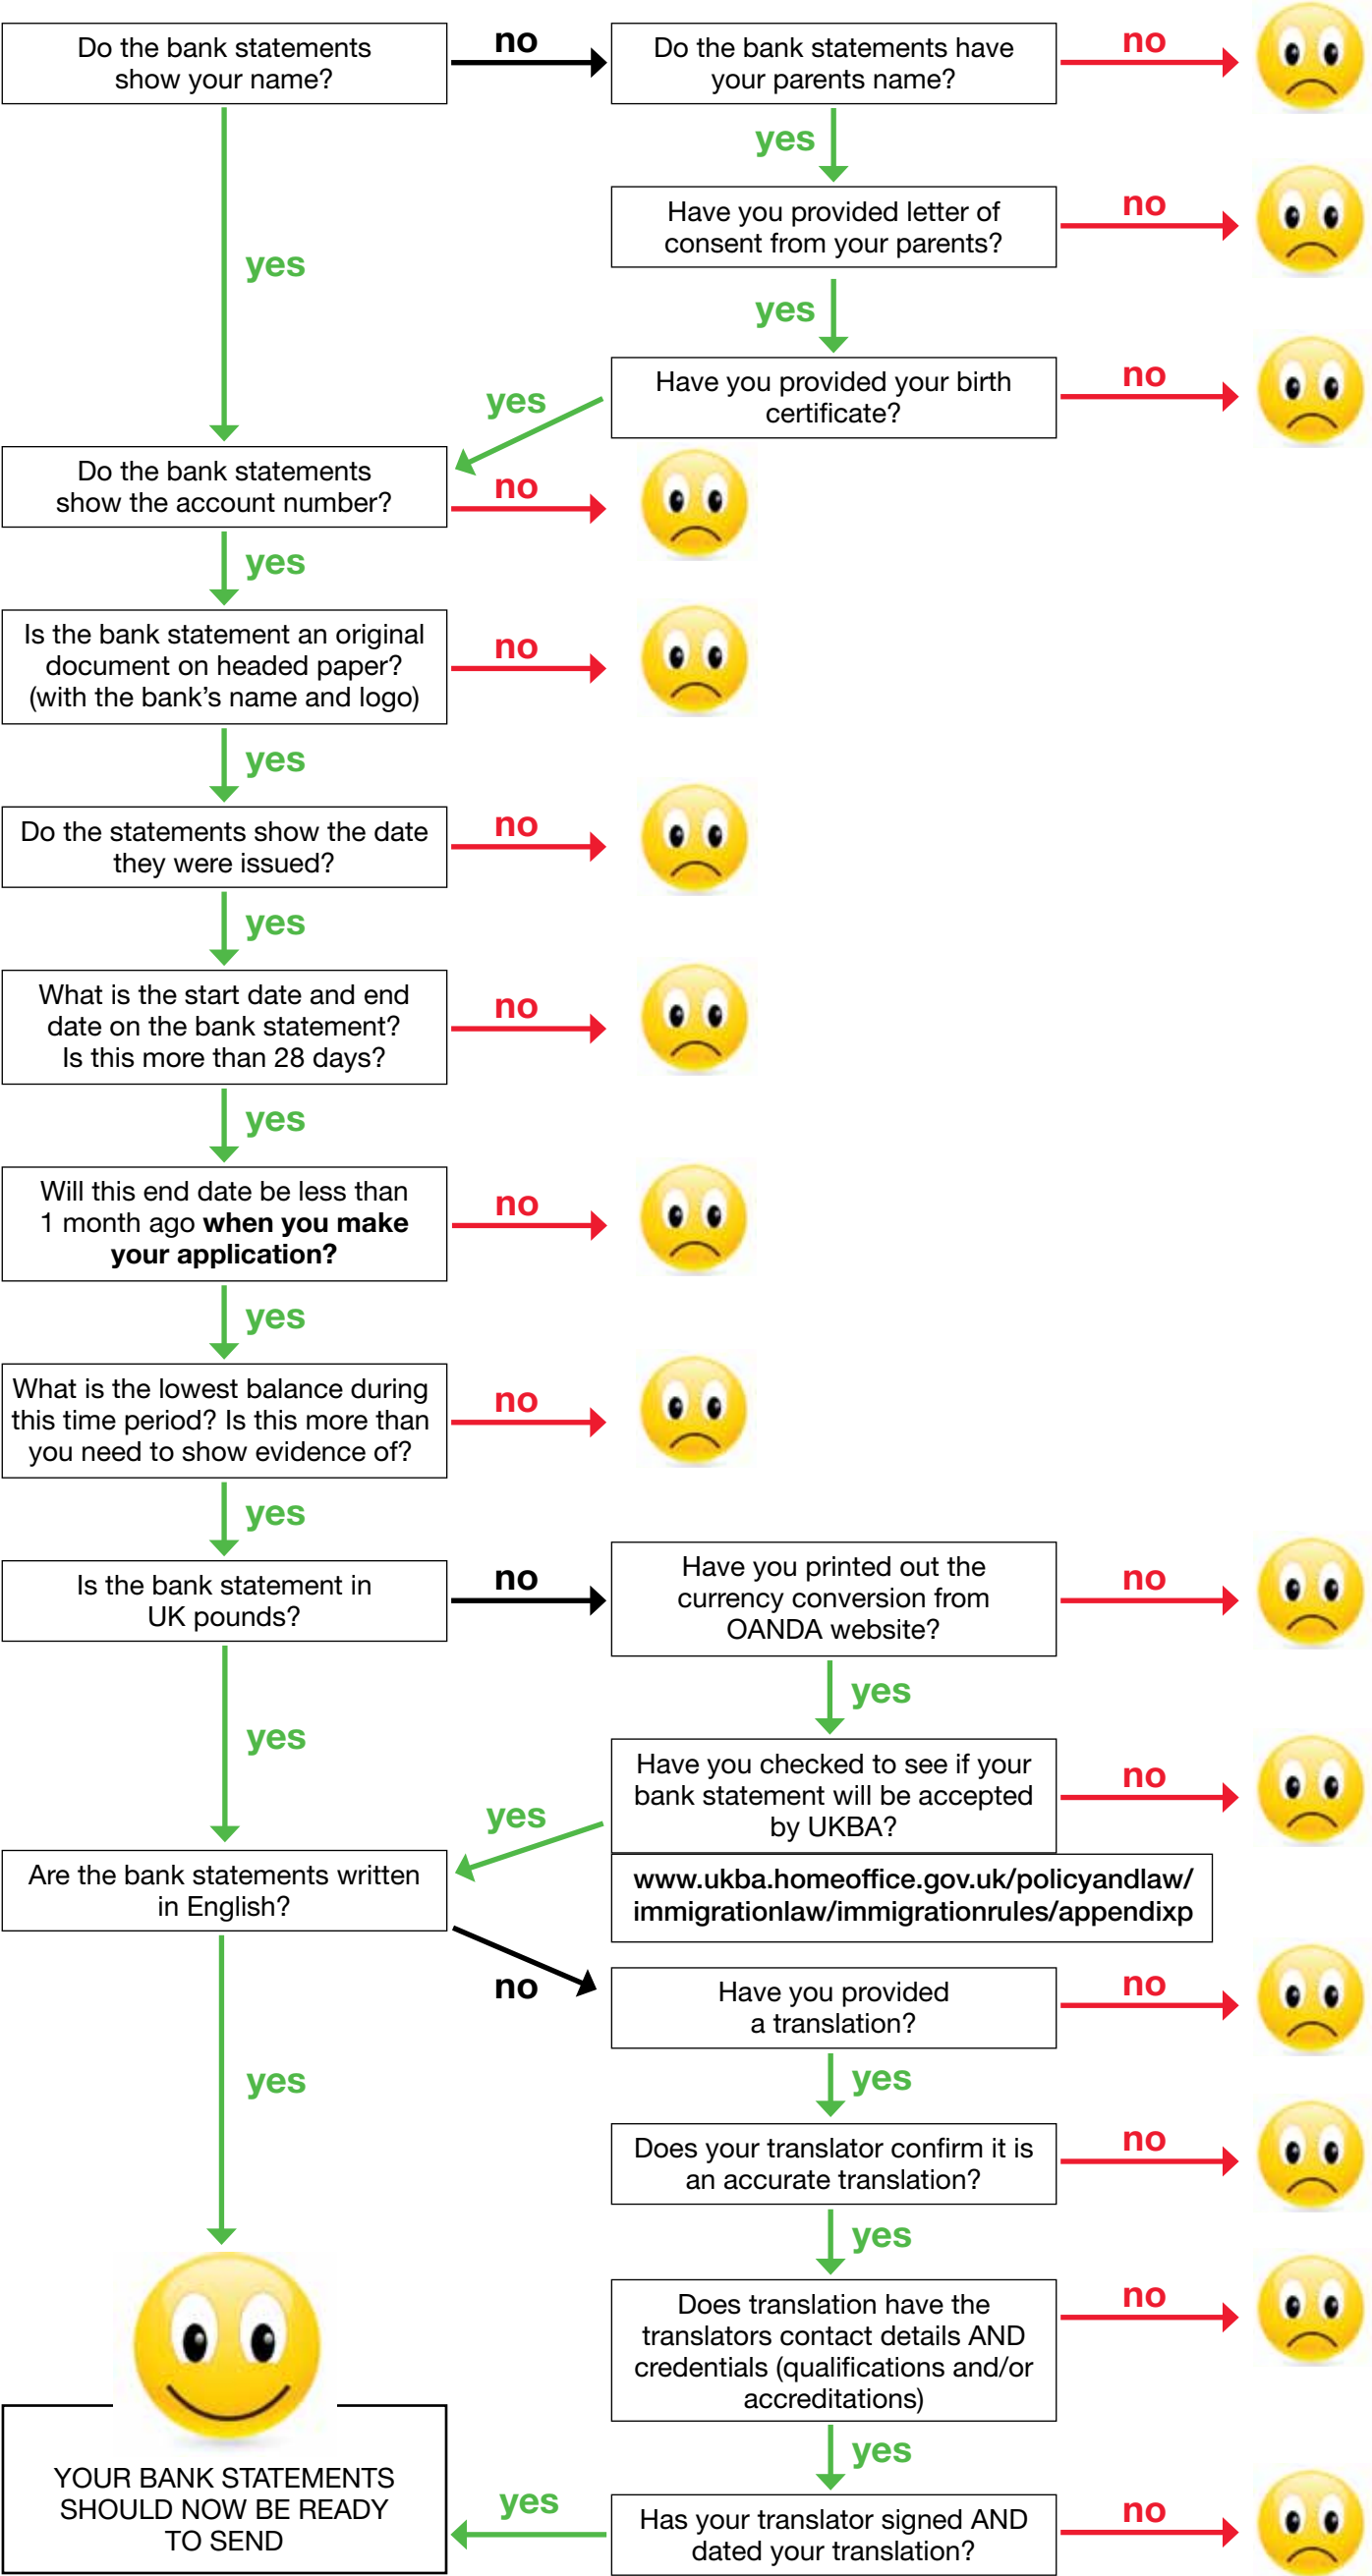 Do the bank statements
show your name?
no
Do the bank statements have
your parents name?
no
yes
Have you provided letter of
consent from your parents?
no
yes
yes
Have you provided your birth
certificate?
no
yes
Do the bank statements
show the account number?
no
yes
Is the bank statement an original
document on headed paper?
(with the bank’s name and logo)
no
yes
Do the statements show the date
they were issued?
no
yes
What is the start date and end
date on the bank statement?
Is this more than 28 days?
no
yes
Will this end date be less than
1 month ago when you make
your application?
no
yes
What is the lowest balance during
this time period? Is this more than
you need to show evidence of?
no
yes
Is the bank statement in
UK pounds?
no
Have you printed out the
currency conversion from
OANDA website?
no
yes
yes
Have you checked to see if your
bank statement will be accepted
by UKBA?
no
yes
www.ukba.homeoffice.gov.uk/policyandlaw/
immigrationlaw/immigrationrules/appendixp
Are the bank statements written
in English?
no
Have you provided
a translation?
no
yes
yes
Does your translator confirm it is
an accurate translation?
no
yes
Does translation have the
translators contact details AND
credentials (qualifications and/or
accreditations)
no
yes
Has your translator signed AND
dated your translation?
no
yes
YOUR BANK STATEMENTS
SHOULD NOW BE READY
TO SEND